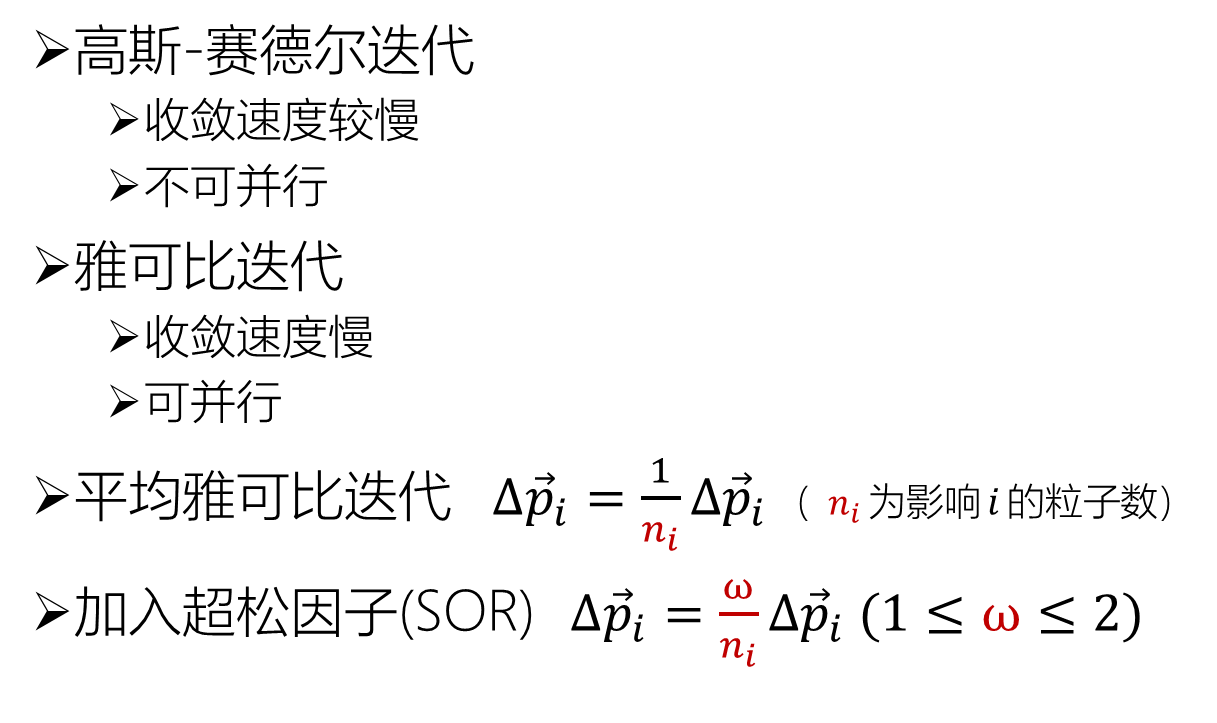 ➢高斯-赛德尔迭代
➢收敛速度较慢
➢不可并行
➢雅可比迭代
➢收敛速度慢
➢可并行
➢平均雅可比迭代 Δp⃗ᵢ = 1/nᵢ Δp⃗ᵢ ( nᵢ 为影响 i 的粒子数)
➢加入超松因子(SOR) Δp⃗ᵢ = ω/nᵢ Δp⃗ᵢ (1 ≤ ω ≤ 2)